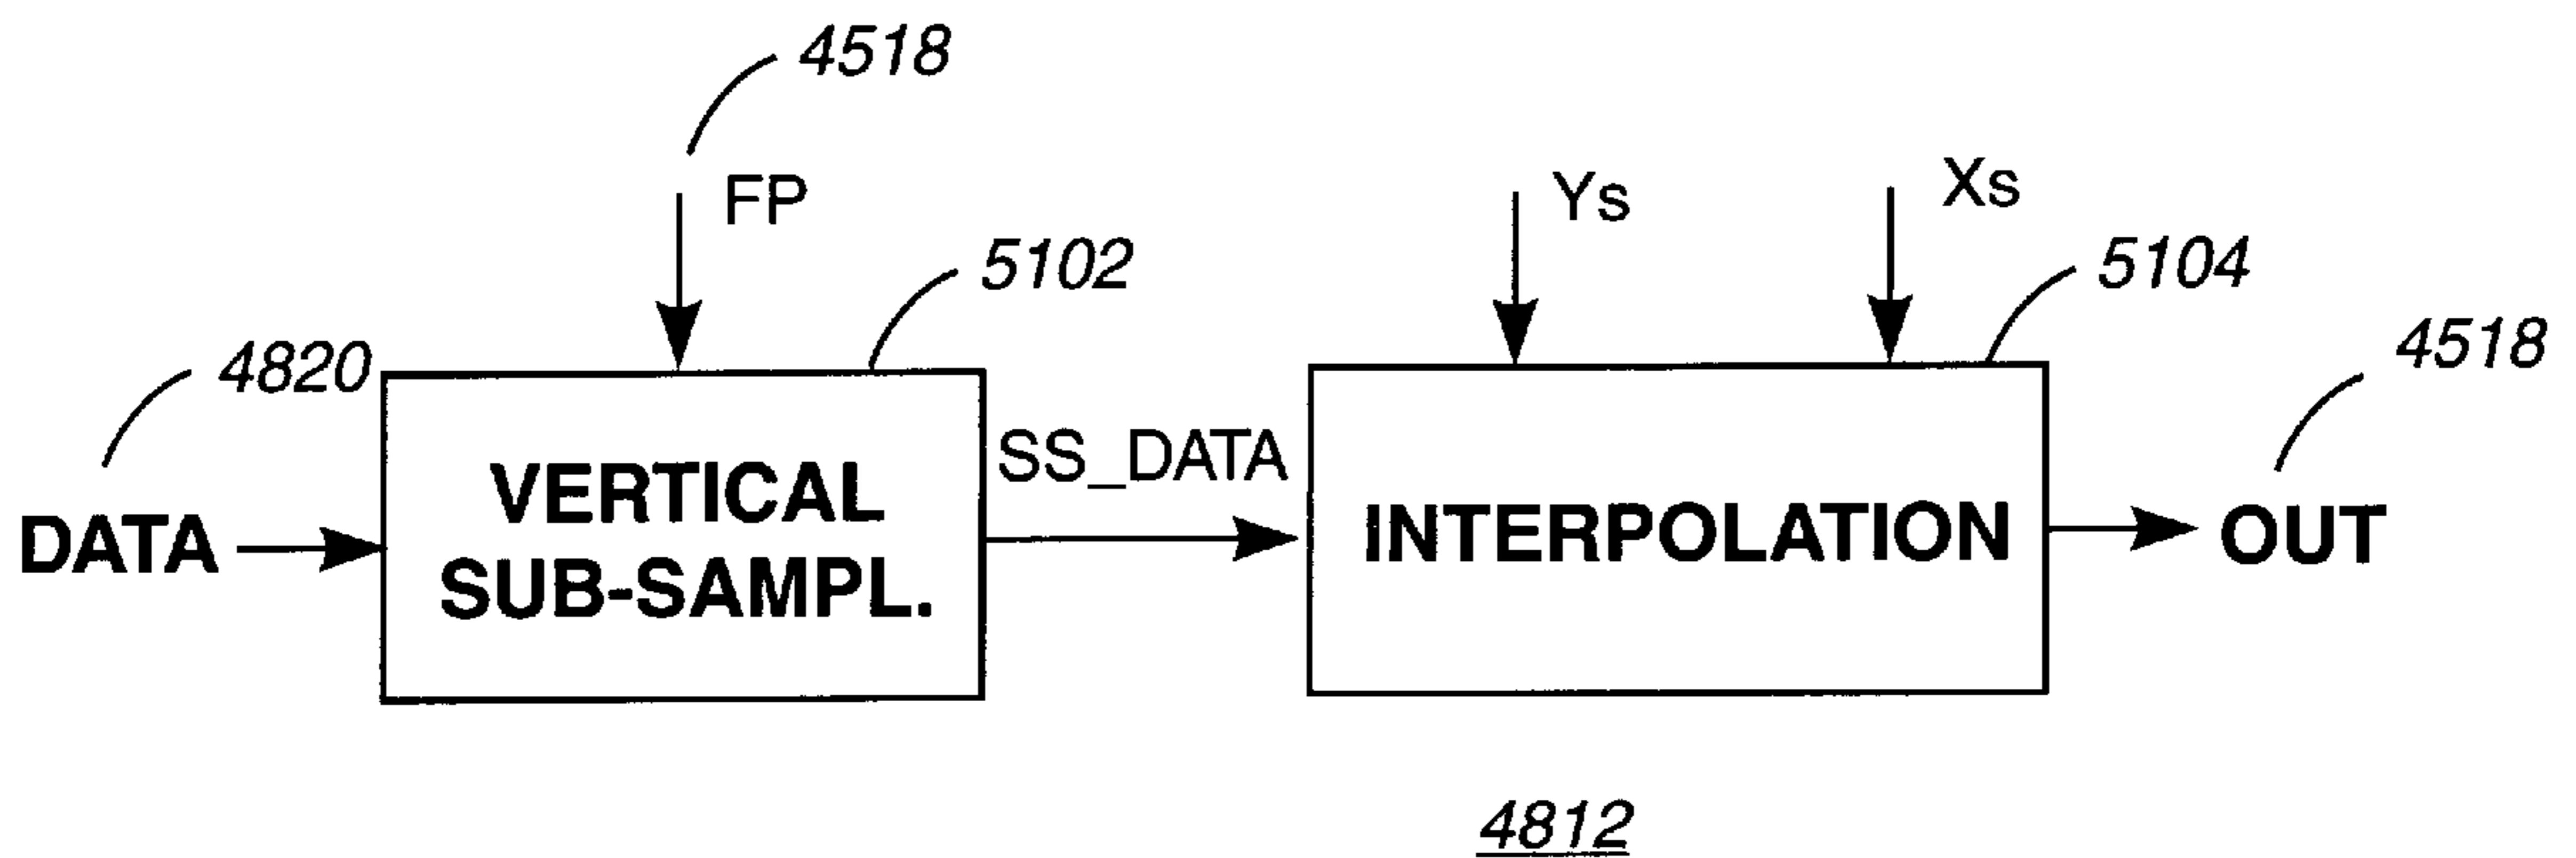 4518
FP
Ys
Xs
5102
5104
4820
4518
SS_DATA
DATA
VERTICAL
SUB-SAMPL.
INTERPOLATION
OUT
4812